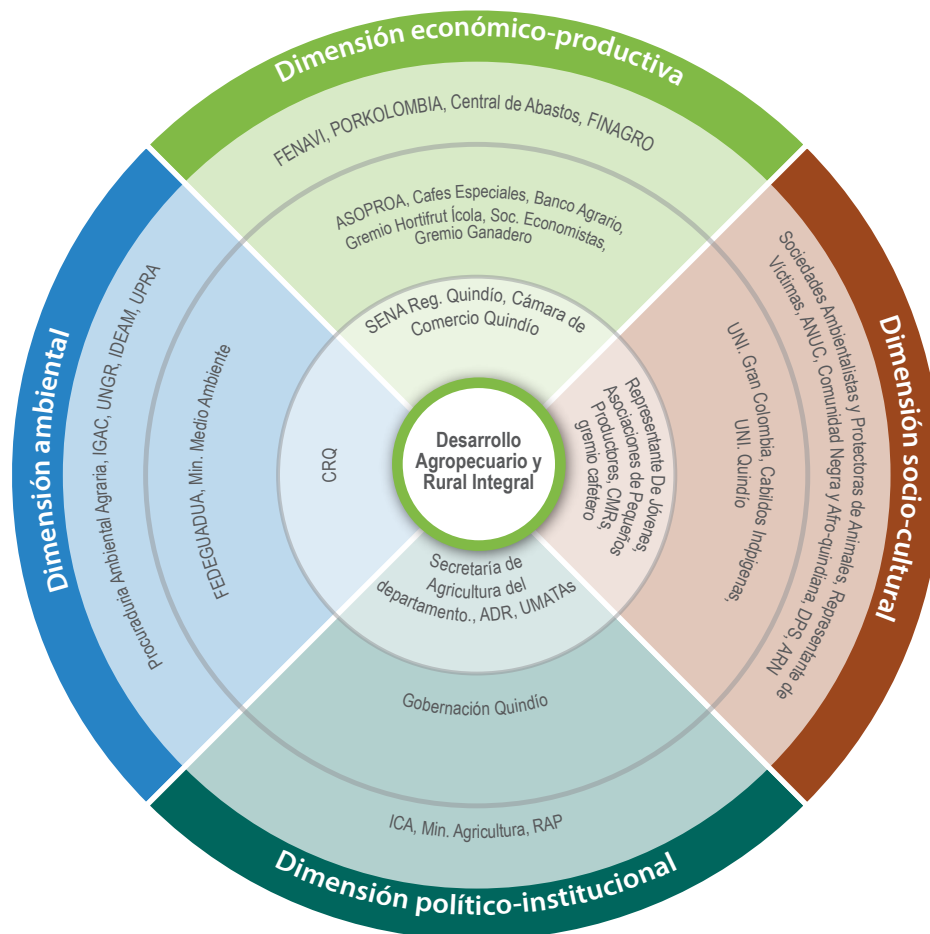 Dimensión económico-productiva
FENAVI, PORKOLOMBIA, Central de Abastos, FINAGRO
ASOPROA, Cafes Especiales, Banco Agrario,
Gremio Hortifrut Ícola, Soc. Economistas,
Gremio Ganadero
SENA Reg. Quindío, Cámara de
Comercio Quindío
Dimensión ambiental
Procuraduńa Ambiental Agraria, IGAC, UNGR, IDEAM, UPRA
FEDEGUADUA, Min. Medio Ambiente
CRQ
Desarrollo
Agropecuario y
Rural Integral
Representante De Jóvenes,
Asociaciones de Pequeños
Productores, CMR's,
gremio cafetero
UNI. Gran Colombia, Cabildos Indígenas,
UNI. Quindío
Sociedades Ambientalistas y Protectoras de Animales, Representante de
Víctimas, ANUC, Comunidad Negra y Afro-quindiana, DPS, ARN
Dimensión socio-cultural
Secretaría de
Agricultura del
departamento., ADR, UMATAs
Gobernación Quindío
ICA, Min. Agricultura, RAP
Dimensión político-institucional